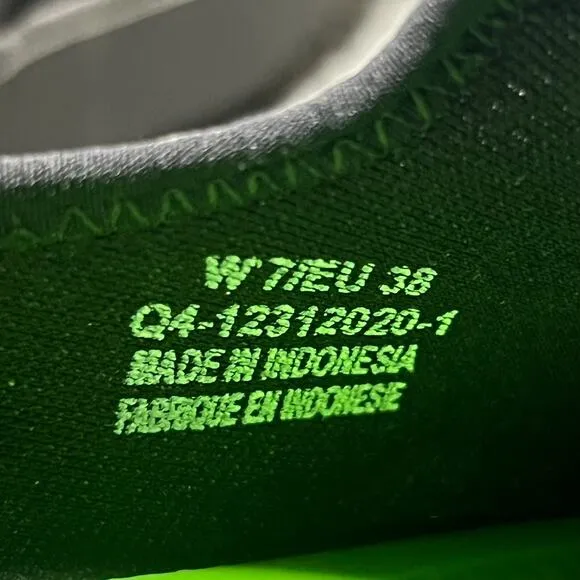 W 7/EU 38
Q4-12312020-1
MADE IN INDONESIA
FABRIQUE EN INDONESIE